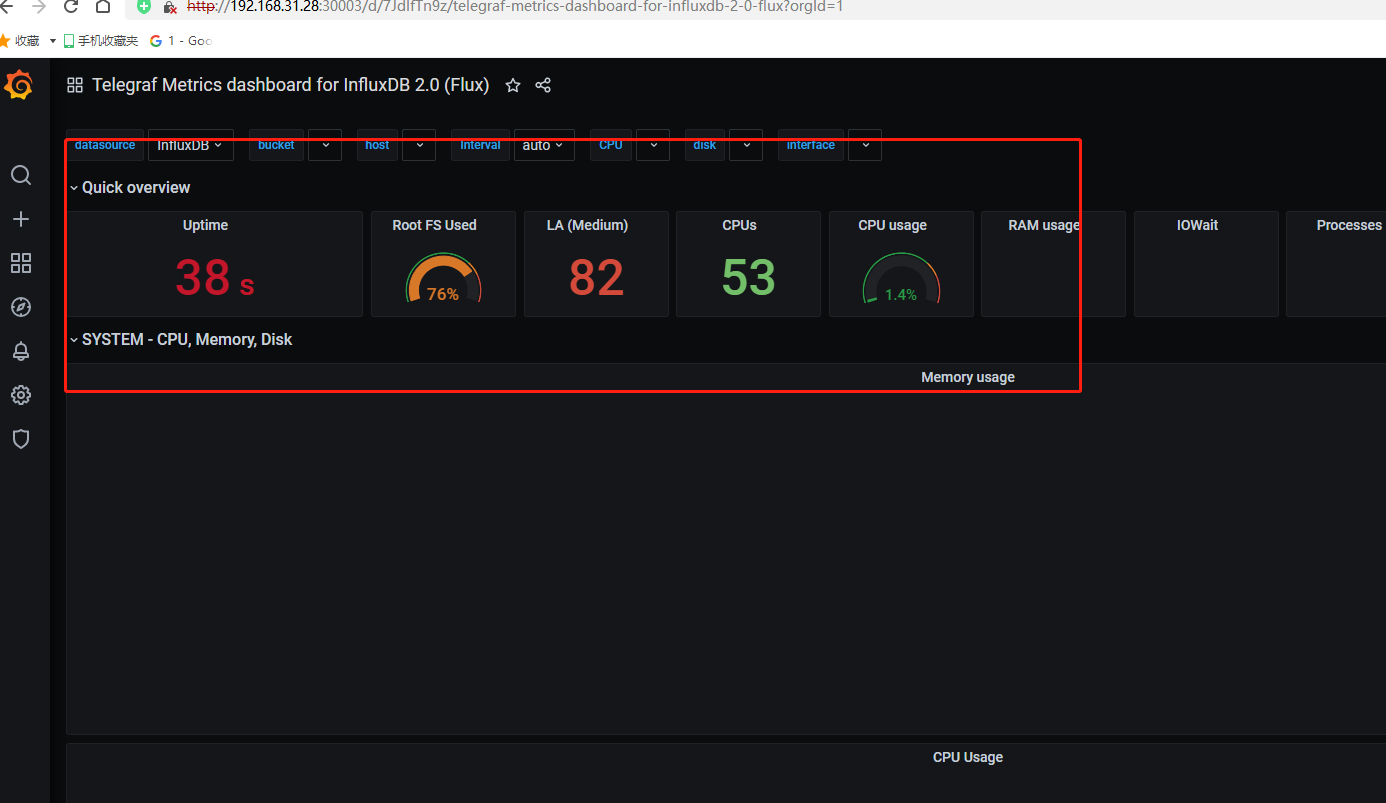 http://192.168.31.28:30003/d/7JdIfTn9z/telegraf-metrics-dashboard-for-influxdb-2-0-flux?orgId=1
收藏 手机收藏夹 1 - Goo
Telegraf Metrics dashboard for InfluxDB 2.0 (Flux)
datasource InfluxDB bucket host Interval auto CPU disk Interface
Quick overview
Uptime Root FS Used LA (Medium) CPUs CPU usage RAM usage IOWait Processes
38 s 76% 82 53 1.4%
SYSTEM - CPU, Memory, Disk
Memory usage
CPU Usage